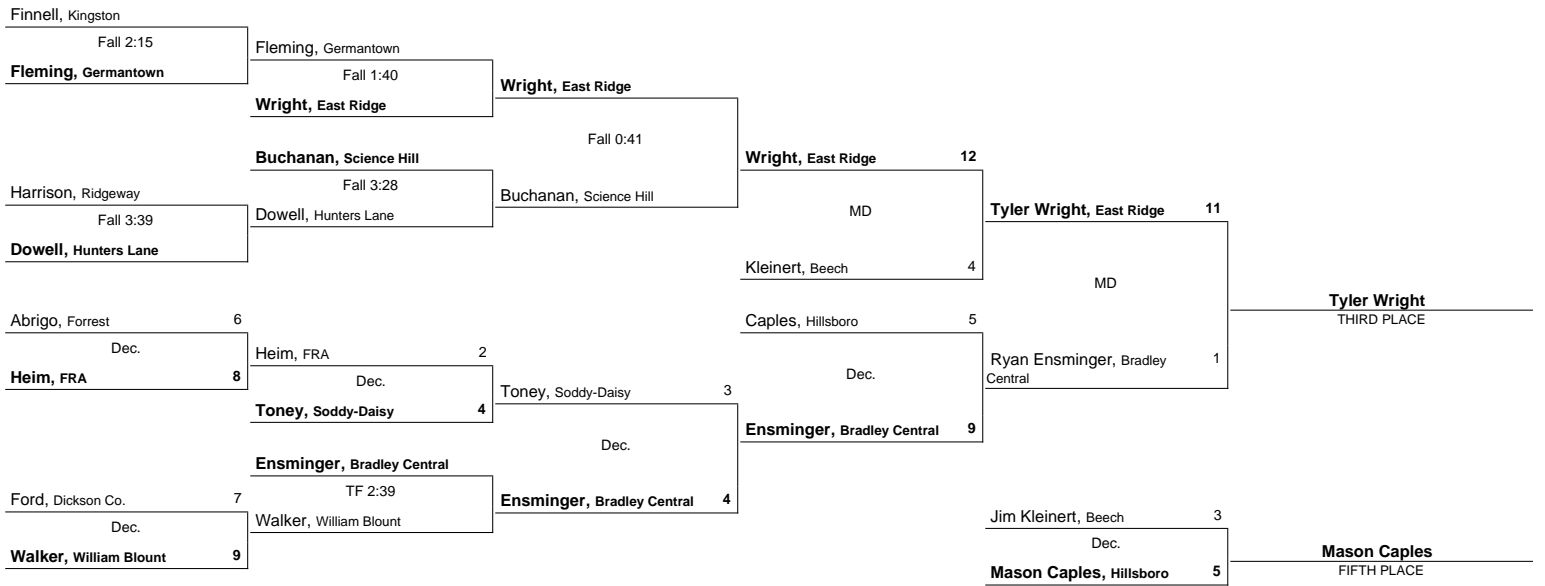 Finnell, Kingston
Fall 2:15
Fleming, Germantown
Harrison, Ridgeway
Fall 3:39
Dowell, Hunters Lane
Abrigo, Forrest 6
Dec.
Heim, FRA 8
Ford, Dickson Co. 7
Dec.
Walker, William Blount 9
Fleming, Germantown
Fall 1:40
Wright, East Ridge
Buchanan, Science Hill
Fall 3:28
Dowell, Hunters Lane
Heim, FRA 2
Dec.
Toney, Soddy-Daisy 4
Ensminger, Bradley Central
TF 2:39
Walker, William Blount
Wright, East Ridge
Fall 0:41
Buchanan, Science Hill
Toney, Soddy-Daisy 3
Dec.
Ensminger, Bradley Central 4
Wright, East Ridge 12
MD
Kleinert, Beech 4
Caples, Hillsboro 5
Dec.
Ensminger, Bradley Central 9
Tyler Wright, East Ridge 11
MD
Ryan Ensminger, Bradley 1
Central
Jim Kleinert, Beech 3
Dec.
Mason Caples, Hillsboro 5
Tyler Wright
THIRD PLACE
Mason Caples
FIFTH PLACE